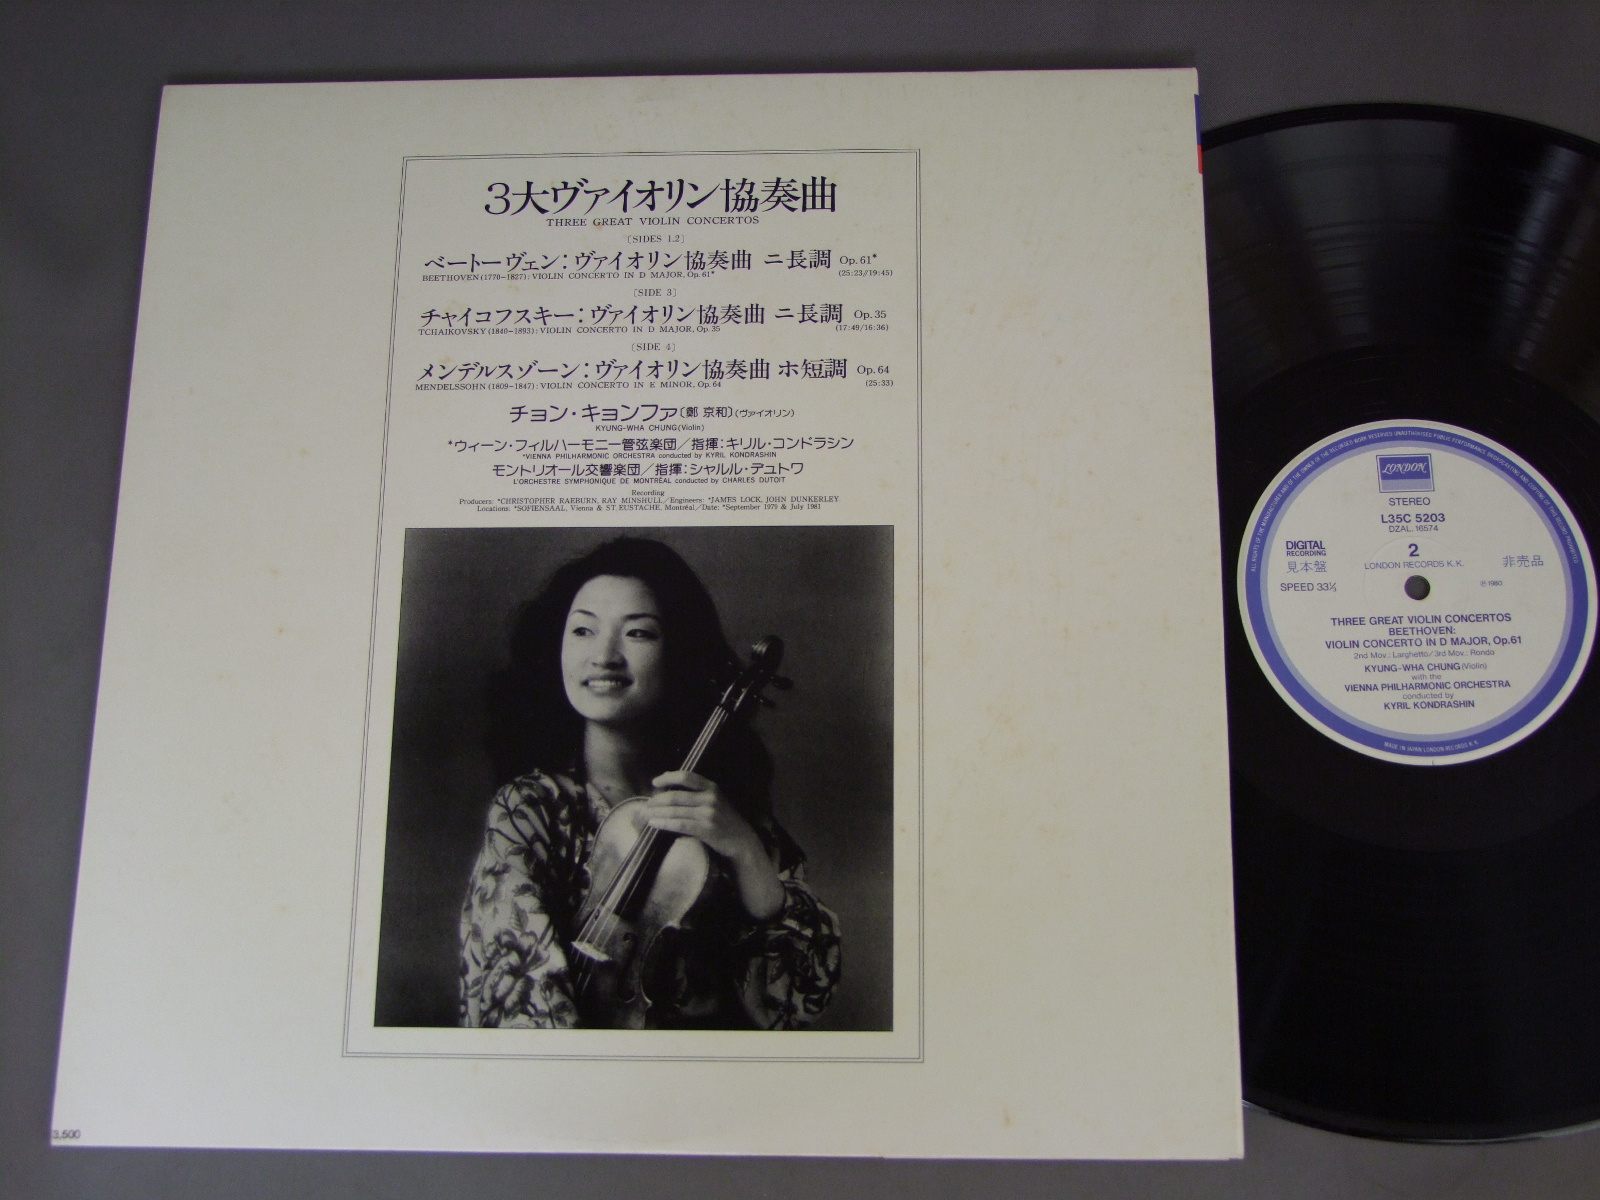 3大ヴァイオリン協奏曲
THREE GREAT VIOLIN CONCERTOS
〔SIDES 1.2〕
ベートーヴェン：ヴァイオリン協奏曲 ニ長調 Op.61*
BEETHOVEN (1770-1827): VIOLIN CONCERTO IN D MAJOR, Op.61* (25:23//19:45)
〔SIDE 3〕
チャイコフスキー：ヴァイオリン協奏曲 ニ長調 Op.35
TCHAIKOVSKY (1840-1893): VIOLIN CONCERTO IN D MAJOR, Op.35 (17:49/16:36)
〔SIDE 4〕
メンデルスゾーン：ヴァイオリン協奏曲 ホ短調 Op.64
MENDELSSOHN (1809-1847): VIOLIN CONCERTO IN E MINOR, Op.64 (25:33)
チョン・キョンファ〔鄭 京和〕(ヴァイオリン)
KYUNG-WHA CHUNG (Violin)
*ウィーン・フィルハーモニー管弦楽団／指揮：キリル・コンドラシン
*VIENNA PHILHARMONIC ORCHESTRA conducted by KYRIL KONDRASHIN
モントリオール交響楽団／指揮：シャルル・デュトワ
L'ORCHESTRE SYMPHONIQUE DE MONTRÉAL conducted by CHARLES DUTOIT
Recording
Producers: *CHRISTOPHER RAEBURN, RAY MINSHULL/Engineers: *JAMES LOCK, JOHN DUNKERLEY
Locations: *SOFIENSAAL, Vienna & ST. EUSTACHE, Montréal/Date: *September 1979 & July 1981
3,500
LONDON
STEREO
L35C 5203
DZAL. 16574
DIGITAL
RECORDING
見本盤
2
LONDON RECORDS K.K.
非売品
SPEED 33⅓
℗1980
THREE GREAT VIOLIN CONCERTOS
BEETHOVEN:
VIOLIN CONCERTO IN D MAJOR, Op.61
2nd Mov.: Larghetto/3rd Mov.: Rondo
KYUNG-WHA CHUNG (Violin)
with the
VIENNA PHILHARMONIC ORCHESTRA
conducted by
KYRIL KONDRASHIN
MADE IN JAPAN LONDON RECORDS K.K.